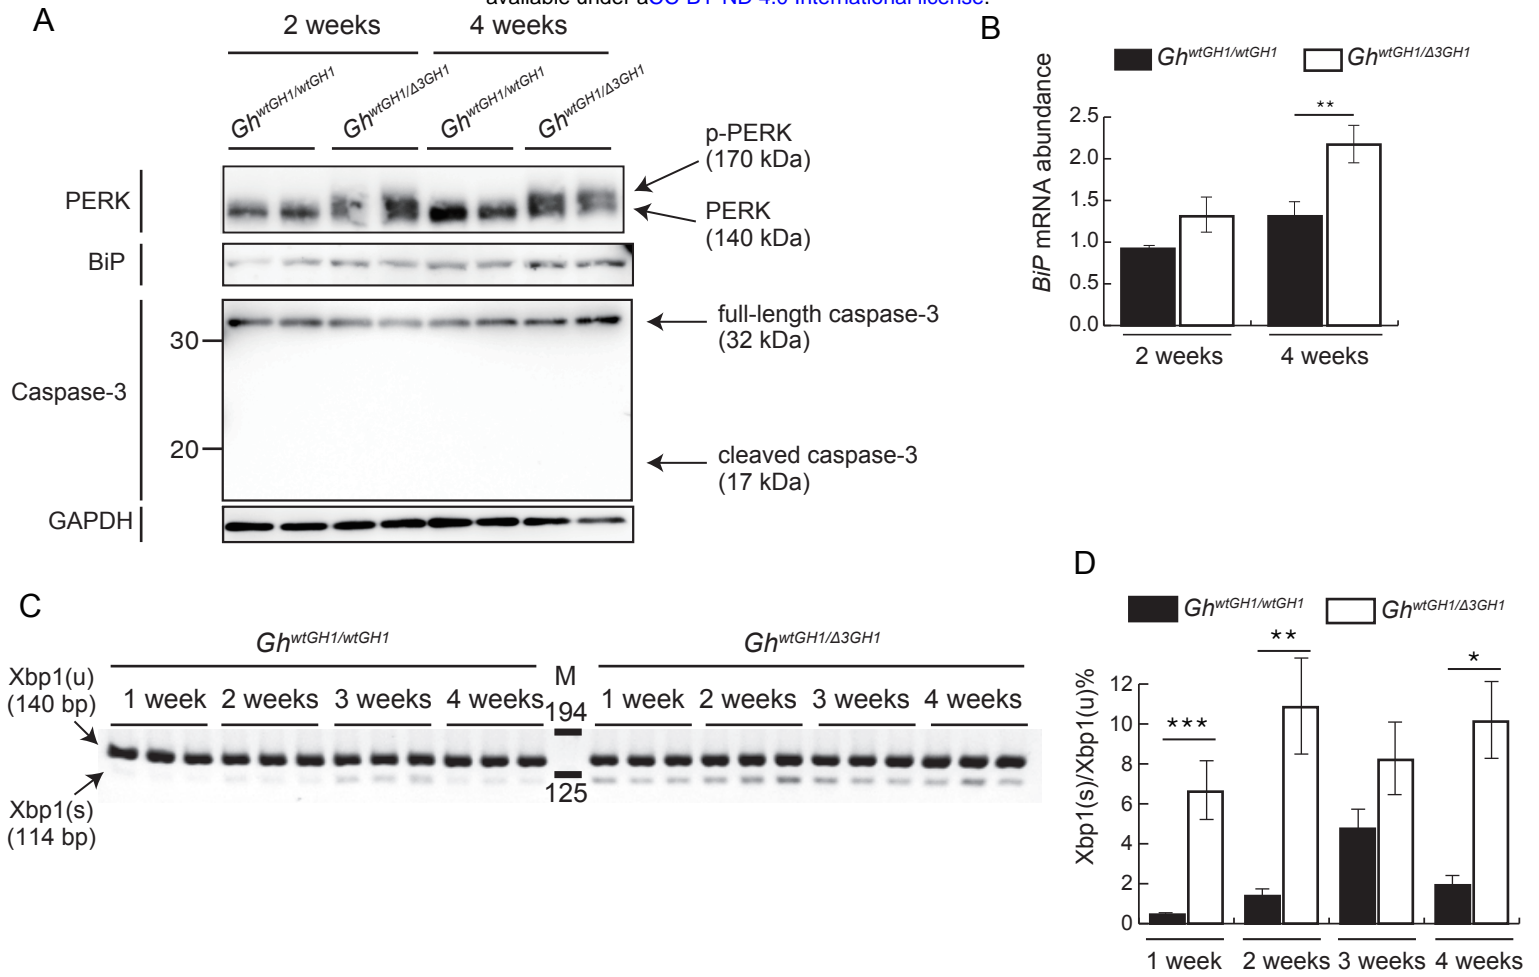 available under aCC-BY-ND 4.0 International license.
A
2 weeks
4 weeks
Gh^wtGH1/wtGH1
Gh^wtGH1/Δ3GH1
Gh^wtGH1/wtGH1
Gh^wtGH1/Δ3GH1
PERK
p-PERK
(170 kDa)
PERK
(140 kDa)
BiP
Caspase-3
30
20
full-length caspase-3
(32 kDa)
cleaved caspase-3
(17 kDa)
GAPDH
B
Gh^wtGH1/wtGH1
Gh^wtGH1/Δ3GH1
BiP mRNA abundance
2.5
2.0
1.5
1.0
0.5
0.0
**
2 weeks
4 weeks
C
Gh^wtGH1/wtGH1
Gh^wtGH1/Δ3GH1
Xbp1(u)
(140 bp)
1 week
2 weeks
3 weeks
4 weeks
M
194
125
1 week
2 weeks
3 weeks
4 weeks
Xbp1(s)
(114 bp)
D
Gh^wtGH1/wtGH1
Gh^wtGH1/Δ3GH1
Xbp1(s)/Xbp1(u)%
12
10
8
6
4
2
0
***
**
*
1 week
2 weeks
3 weeks
4 weeks